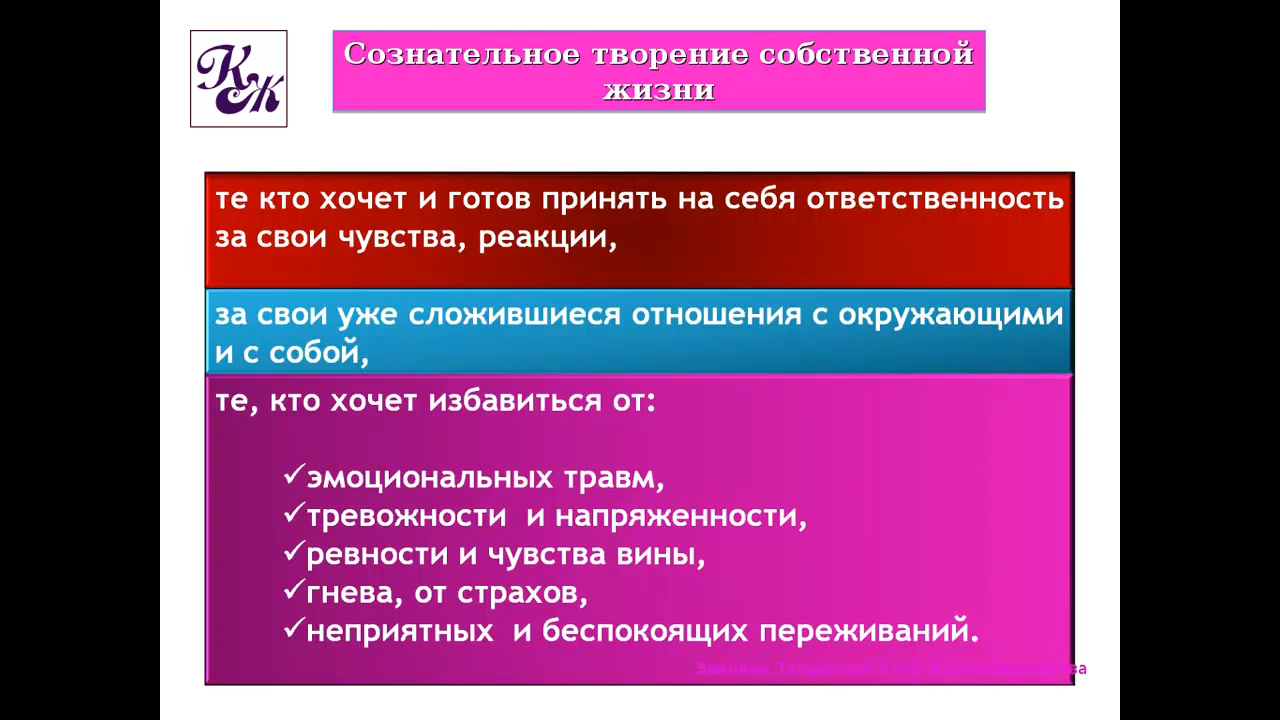 КЖ
Сознательное творение собственной
жизни
те кто хочет и готов принять на себя ответственность
за свои чувства, реакции,
за свои уже сложившиеся отношения с окружающими
и с собой,
те, кто хочет избавиться от:
✓эмоциональных травм,
✓тревожности и напряженности,
✓ревности и чувства вины,
✓гнева, от страхов,
✓неприятных и беспокоящих переживаний.